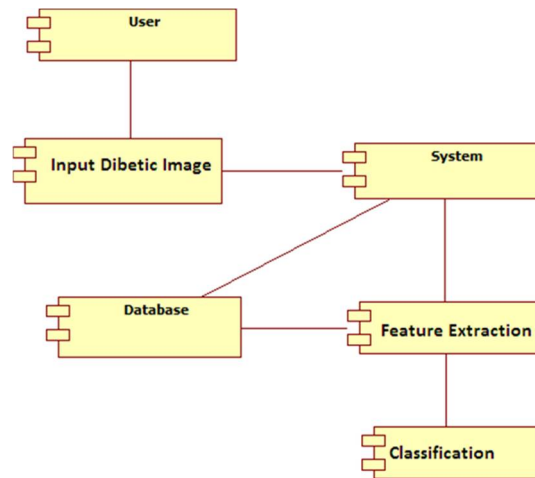 User
Input Dibetic Image
System
Database
Feature Extraction
Classification